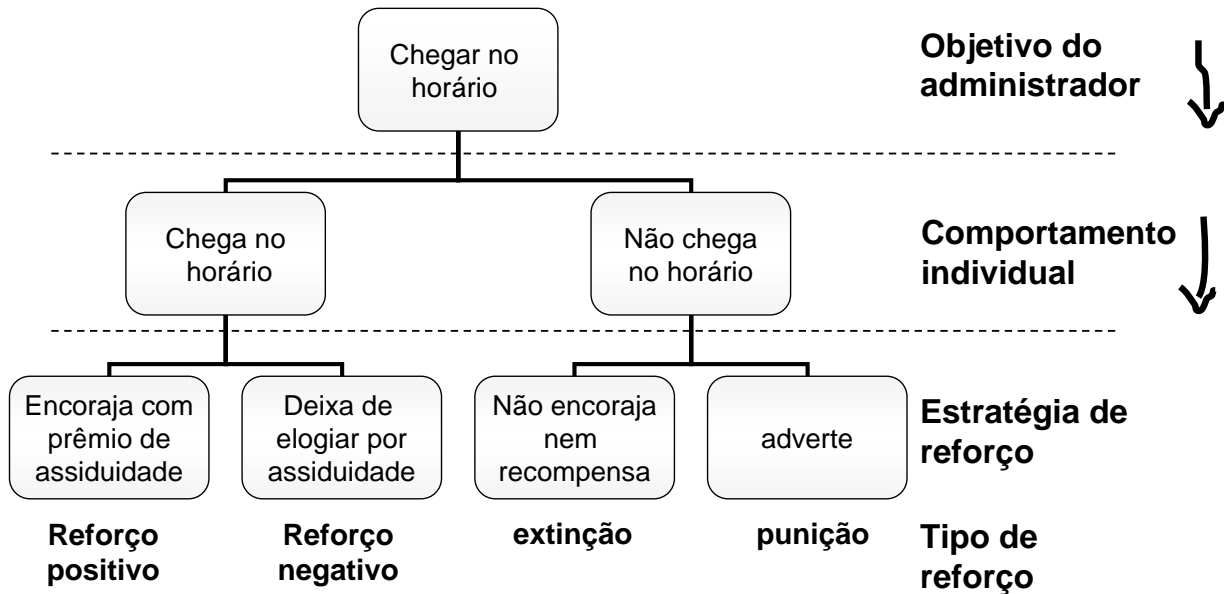 Chegar no
horário
Objetivo do
administrador
Chega no
horário
Não chega
no horário
Comportamento
individual
Encoraja com
prêmio de
assiduidade
Deixa de
elogiar por
assiduidade
Não encoraja
nem
recompensa
adverte
Estratégia de
reforço
Reforço
positivo
Reforço
negativo
extinção
punição
Tipo de
reforço